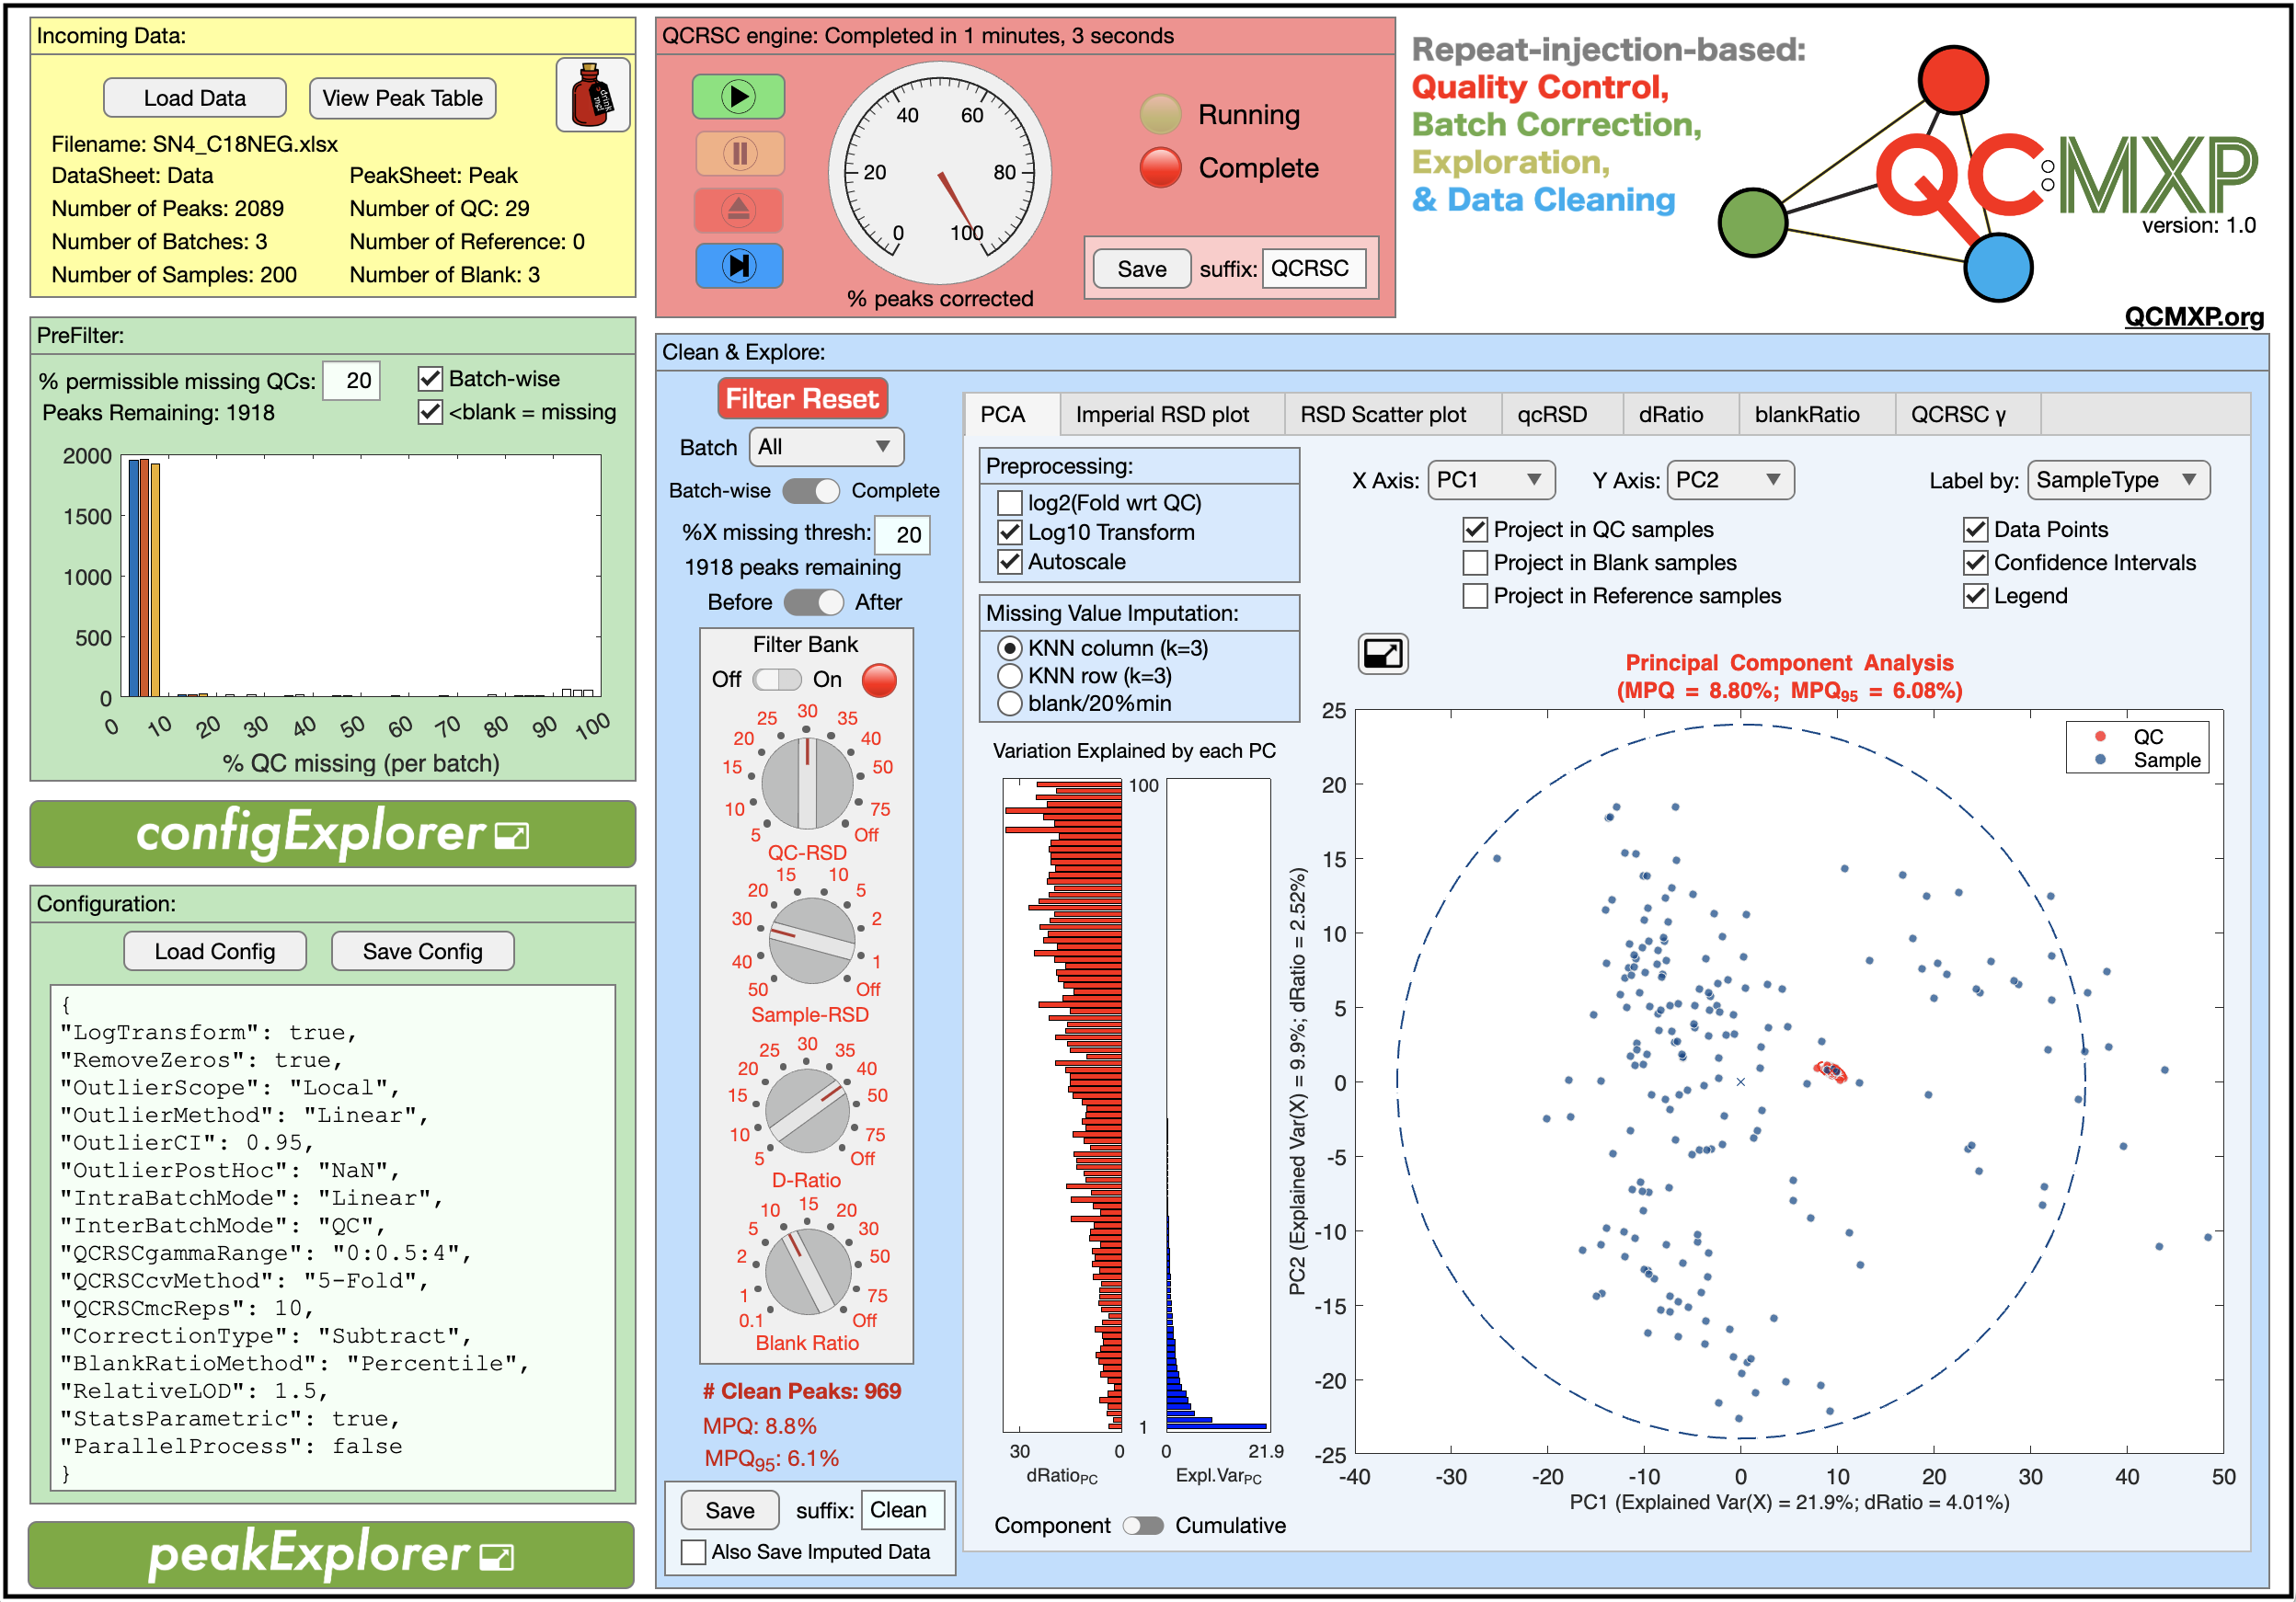 Incoming Data:
Load Data
View Peak Table
drink me!
Filename: SN4_C18NEG.xlsx
DataSheet: Data
PeakSheet: Peak
Number of Peaks: 2089
Number of QC: 29
Number of Batches: 3
Number of Reference: 0
Number of Samples: 200
Number of Blank: 3
PreFilter:
% permissible missing QCs: 20
Batch-wise
Peaks Remaining: 1918
<blank = missing
2000
1500
1000
500
0
0 10 20 30 40 50 60 70 80 90 100
% QC missing (per batch)
configExplorer
Configuration:
Load Config
Save Config
{
"LogTransform": true,
"RemoveZeros": true,
"OutlierScope": "Local",
"OutlierMethod": "Linear",
"OutlierCI": 0.95,
"OutlierPostHoc": "NaN",
"IntraBatchMode": "Linear",
"InterBatchMode": "QC",
"QCRSCgammaRange": "0:0.5:4",
"QCRSCcvMethod": "5-Fold",
"QCRSCmcReps": 10,
"CorrectionType": "Subtract",
"BlankRatioMethod": "Percentile",
"RelativeLOD": 1.5,
"StatsParametric": true,
"ParallelProcess": false
}
peakExplorer
QCRSC engine: Completed in 1 minutes, 3 seconds
0 20 40 60 80 100
% peaks corrected
Running
Complete
Save
suffix: QCRSC
Repeat-injection-based:
Quality Control,
Batch Correction,
Exploration,
& Data Cleaning
QC::MXP
version: 1.0
QCMXP.org
Clean & Explore:
Filter Reset
Batch All
Batch-wise Complete
%X missing thresh: 20
1918 peaks remaining
Before After
Filter Bank
Off On
5 10 15 20 25 30 35 40 50 75 Off
QC-RSD
50 40 30 20 15 10 5 2 1 Off
Sample-RSD
5 10 15 20 25 30 35 40 50 75 Off
D-Ratio
0.1 1 2 5 10 15 20 30 50 75 Off
Blank Ratio
# Clean Peaks: 969
MPQ: 8.8%
MPQ95: 6.1%
Save
suffix: Clean
Also Save Imputed Data
PCA
Imperial RSD plot
RSD Scatter plot
qcRSD
dRatio
blankRatio
QCRSC γ
Preprocessing:
log2(Fold wrt QC)
Log10 Transform
Autoscale
Missing Value Imputation:
KNN column (k=3)
KNN row (k=3)
blank/20%min
Variation Explained by each PC
100
1
30 0
dRatioPC
0 21.9
Expl.VarPC
Component Cumulative
X Axis: PC1
Y Axis: PC2
Label by: SampleType
Project in QC samples
Project in Blank samples
Project in Reference samples
Data Points
Confidence Intervals
Legend
Principal Component Analysis
(MPQ = 8.80%; MPQ95 = 6.08%)
QC
Sample
25
20
15
10
5
0
-5
-10
-15
-20
-25
PC2 (Explained Var(X) = 9.9%; dRatio = 2.52%)
-40 -30 -20 -10 0 10 20 30 40 50
PC1 (Explained Var(X) = 21.9%; dRatio = 4.01%)